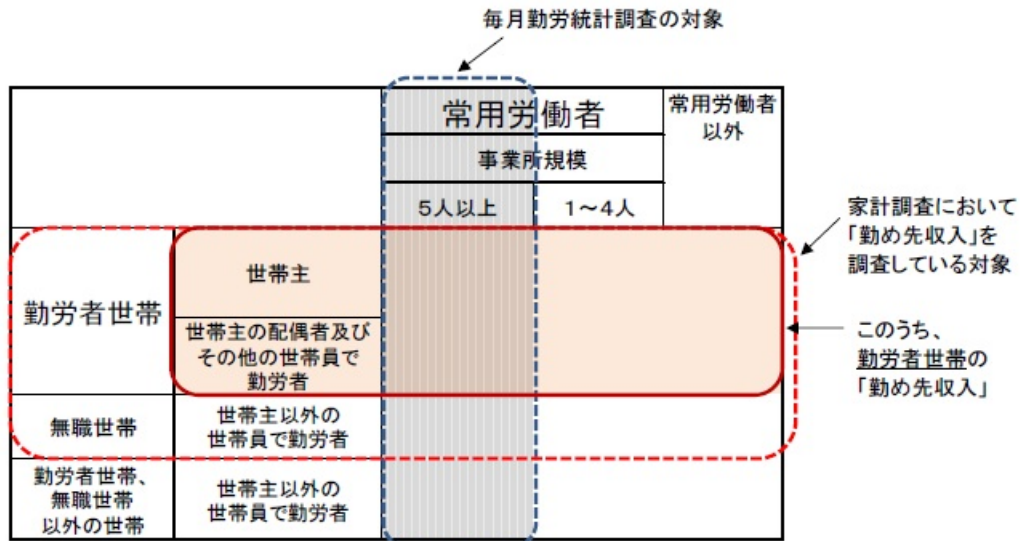 毎月勤労統計調査の対象
常用労働者
常用労働者
以外
事業所規模
5人以上
1～4人
家計調査において
「勤め先収入」を
調査している対象
勤労者世帯
世帯主
世帯主の配偶者及び
その他の世帯員で
勤労者
このうち、
勤労者世帯の
「勤め先収入」
無職世帯
世帯主以外の
世帯員で勤労者
勤労者世帯、
無職世帯
以外の世帯
世帯主以外の
世帯員で勤労者